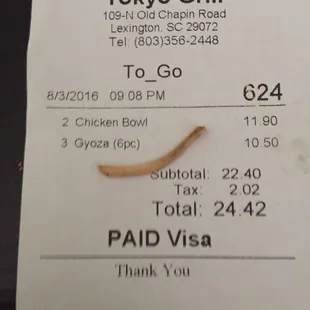 Tokyo Grill
109-N Old Chapin Road
Lexington, SC 29072
Tel: (803)356-2448
To_Go
8/3/2016 09:08 PM 624
2 Chicken Bowl 11.90
3 Gyoza (6pc) 10.50
Subtotal: 22.40
Tax: 2.02
Total: 24.42
PAID Visa
Thank You